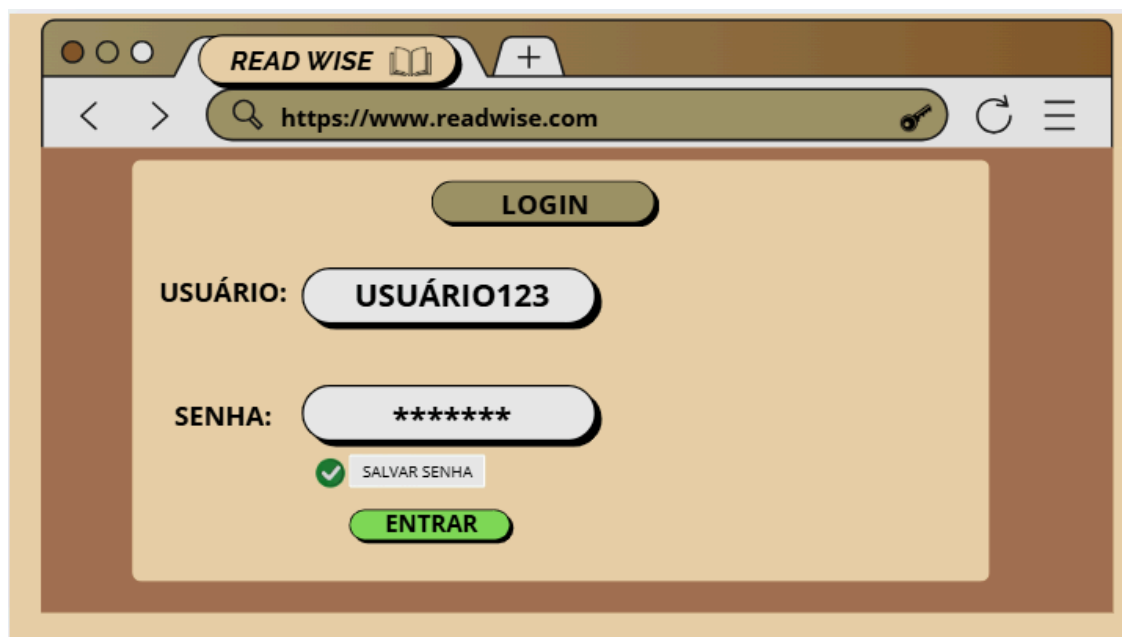 READ WISE
https://www.readwise.com
LOGIN
USUÁRIO: USUÁRIO123
SENHA: *******
SALVAR SENHA
ENTRAR